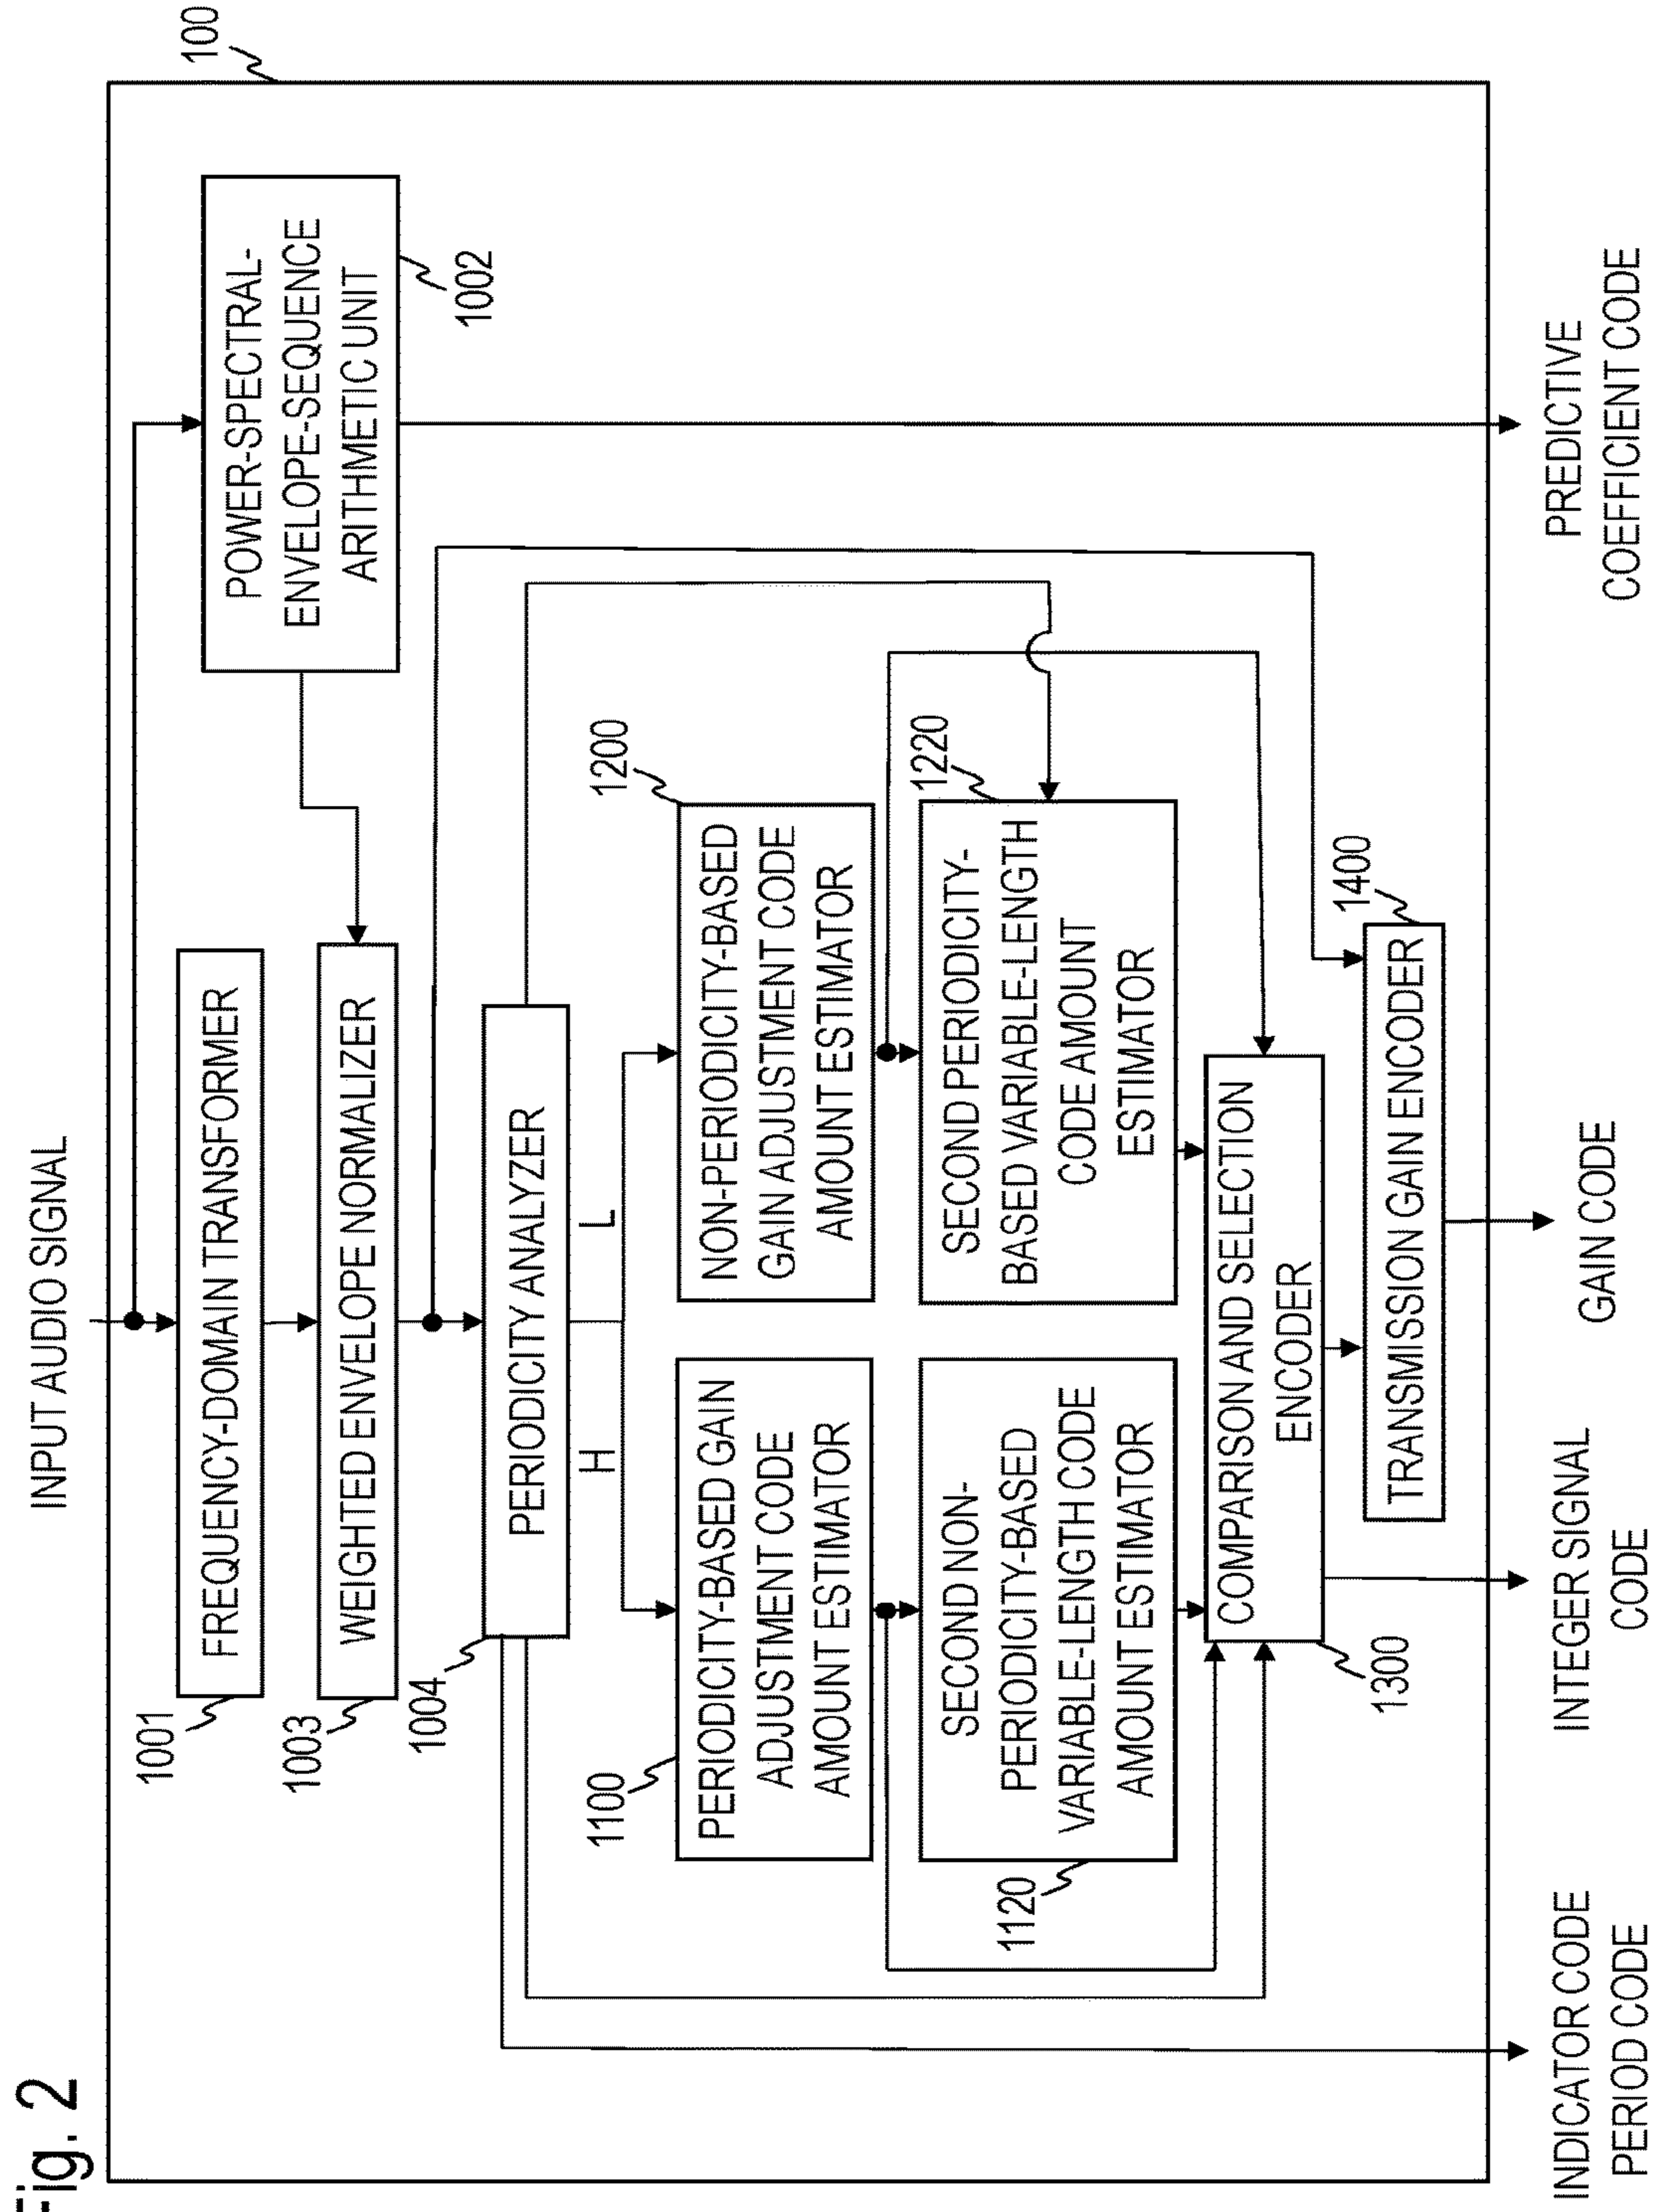 Fig. 2
INPUT AUDIO SIGNAL
100
FREQUENCY-DOMAIN TRANSFORMER
1001
POWER-SPECTRAL-
ENVELOPE-SEQUENCE
ARITHMETIC UNIT
1002
WEIGHTED ENVELOPE NORMALIZER
1003
PERIODICITY ANALYZER
1004
H
L
1100
PERIODICITY-BASED GAIN
ADJUSTMENT CODE
AMOUNT ESTIMATOR
1200
NON-PERIODICITY-BASED
GAIN ADJUSTMENT CODE
AMOUNT ESTIMATOR
1120
SECOND NON-
PERIODICITY-BASED
VARIABLE-LENGTH CODE
AMOUNT ESTIMATOR
1220
SECOND PERIODICITY-
BASED VARIABLE-LENGTH
CODE AMOUNT
ESTIMATOR
COMPARISON AND SELECTION
ENCODER
1300
1400
TRANSMISSION GAIN ENCODER
INDICATOR CODE
PERIOD CODE
INTEGER SIGNAL
CODE
GAIN CODE
PREDICTIVE
COEFFICIENT CODE